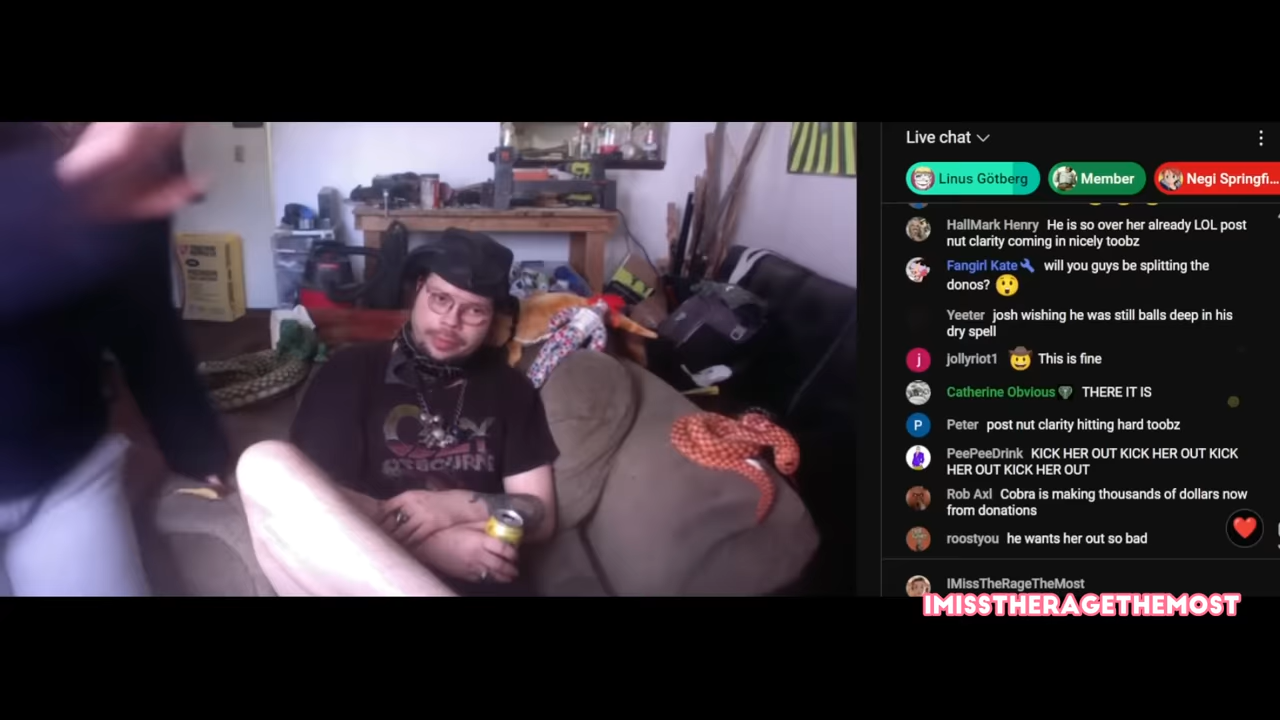 Live chat
Linus Götberg
Member
Negi Springfi...
HallMark Henry He is so over her already LOL post
nut clarity coming in nicely toobz
Fangirl Kate will you guys be splitting the
donos?
Yeeter josh wishing he was still balls deep in his
dry spell
j
jollyriot1 This is fine
Catherine Obvious THERE IT IS
P
Peter post nut clarity hitting hard toobz
PeePeeDrink KICK HER OUT KICK HER OUT KICK
HER OUT KICK HER OUT
Rob Axl Cobra is making thousands of dollars now
from donations
roostyou he wants her out so bad
IMissTheRageTheMost
IMISSTHERAGETHEMOST